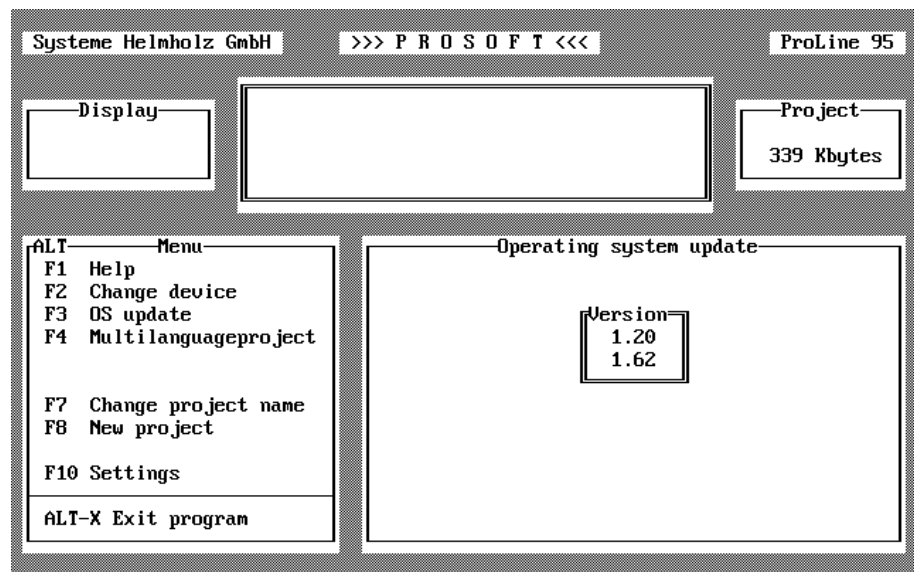 Systeme Helmholz GmbH >>> P R O S O F T <<< ProLine 95
Display
Project
339 Kbytes
ALT Menu
F1 Help
F2 Change device
F3 OS update
F4 Multilanguageproject
F7 Change project name
F8 New project
F10 Settings
ALT-X Exit program
Operating system update
Version
1.20
1.62